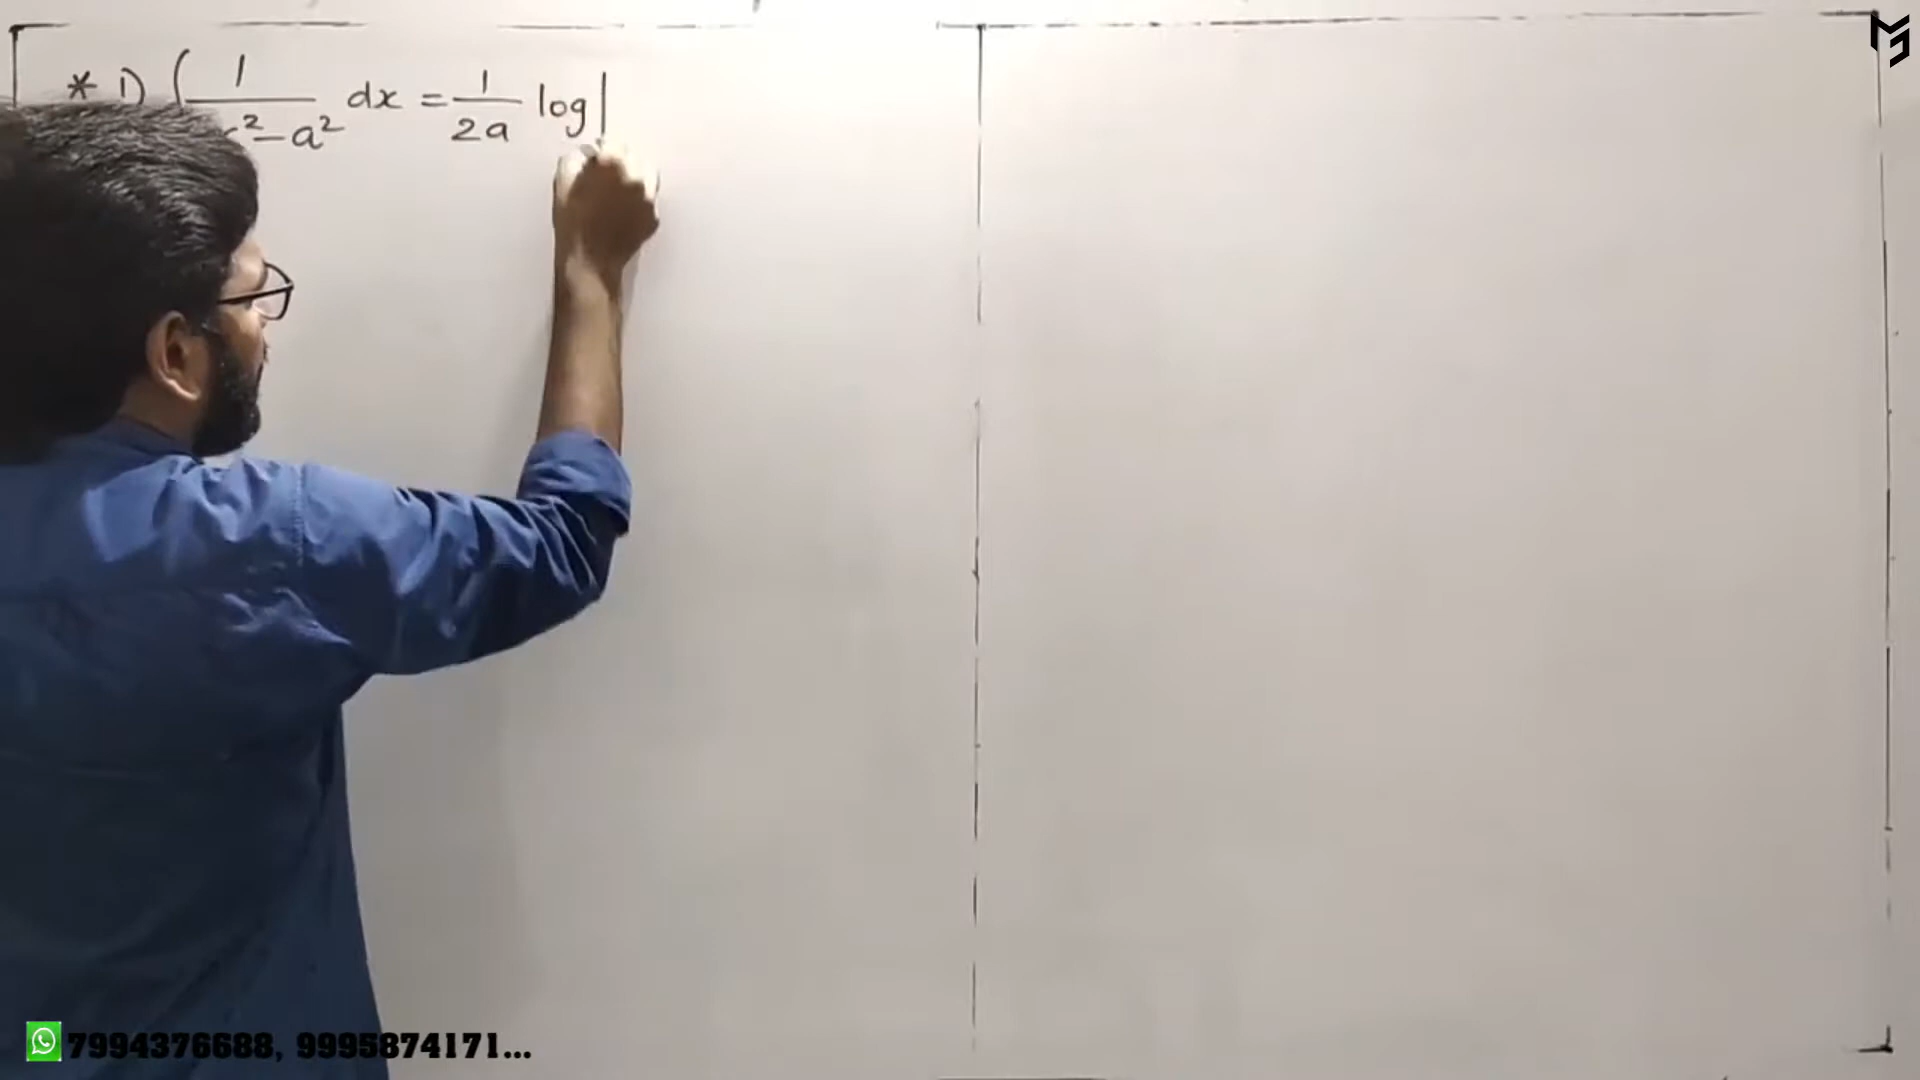 * 1) ∫ 1/x²-a² dx = 1/2a log|
7994376688, 9995874171...